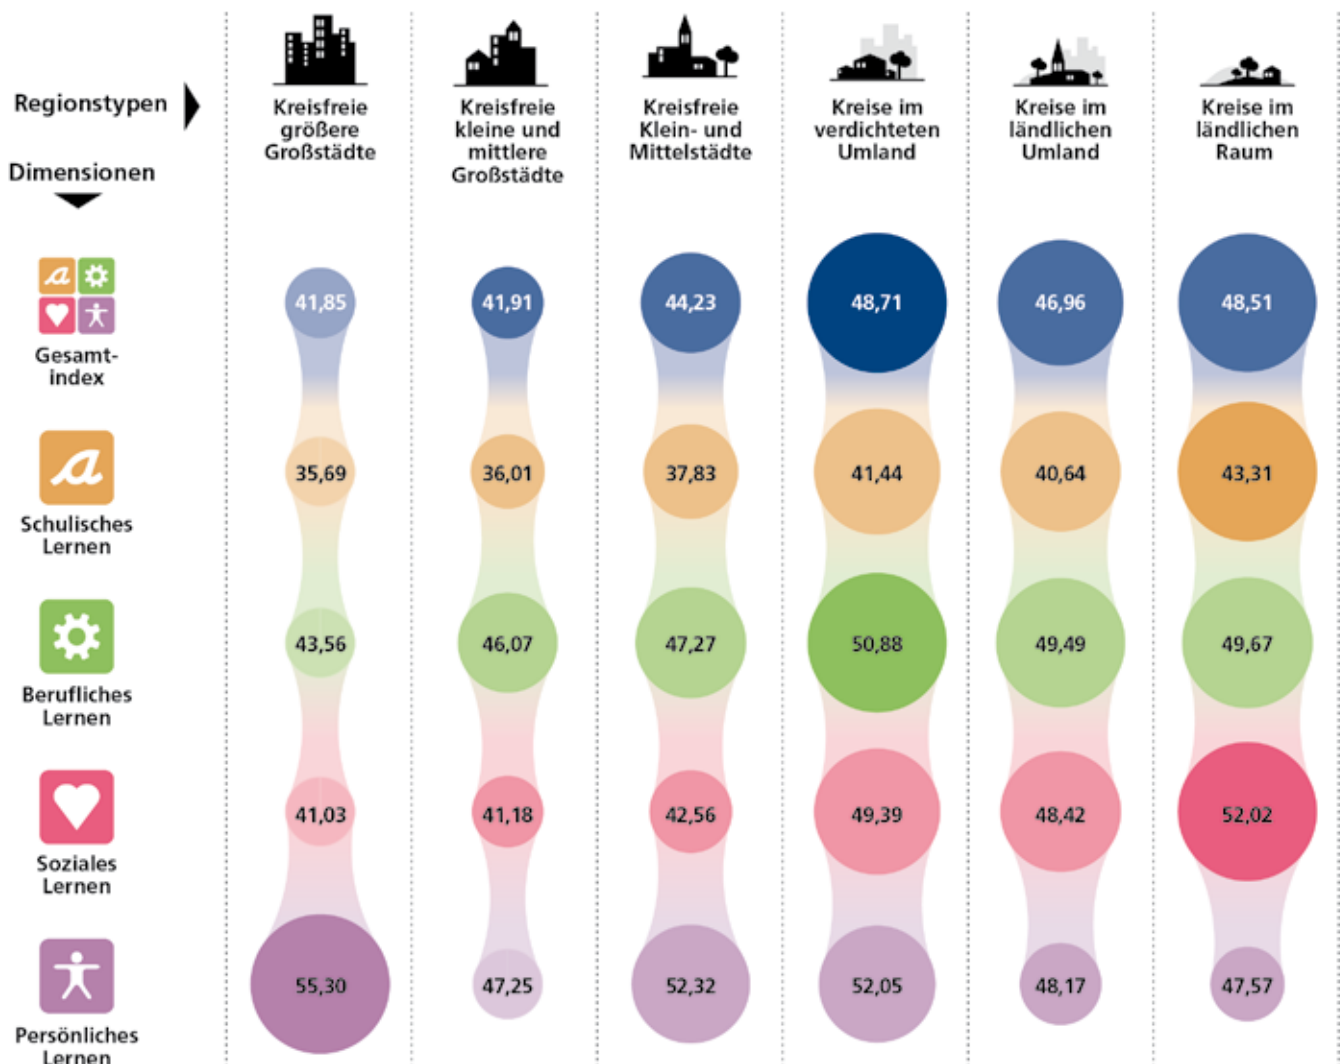 Regionstypen
Dimensionen
Kreisfreie
größere
Großstädte
Kreisfreie
kleine und
mittlere
Großstädte
Kreisfreie
Klein- und
Mittelstädte
Kreise im
verdichteten
Umland
Kreise im
ländlichen
Umland
Kreise im
ländlichen
Raum
Gesamt-
index
41,85 41,91 44,23 48,71 46,96 48,51
a
Schulisches
Lernen
35,69 36,01 37,83 41,44 40,64 43,31
Berufliches
Lernen
43,56 46,07 47,27 50,88 49,49 49,67
Soziales
Lernen
41,03 41,18 42,56 49,39 48,42 52,02
Persönliches
Lernen
55,30 47,25 52,32 52,05 48,17 47,57